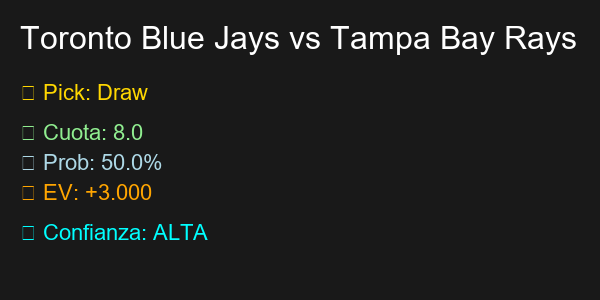 Toronto Blue Jays vs Tampa Bay Rays
Pick: Draw
Cuota: 8.0
Prob: 50.0%
EV: +3.000
Confianza: ALTA